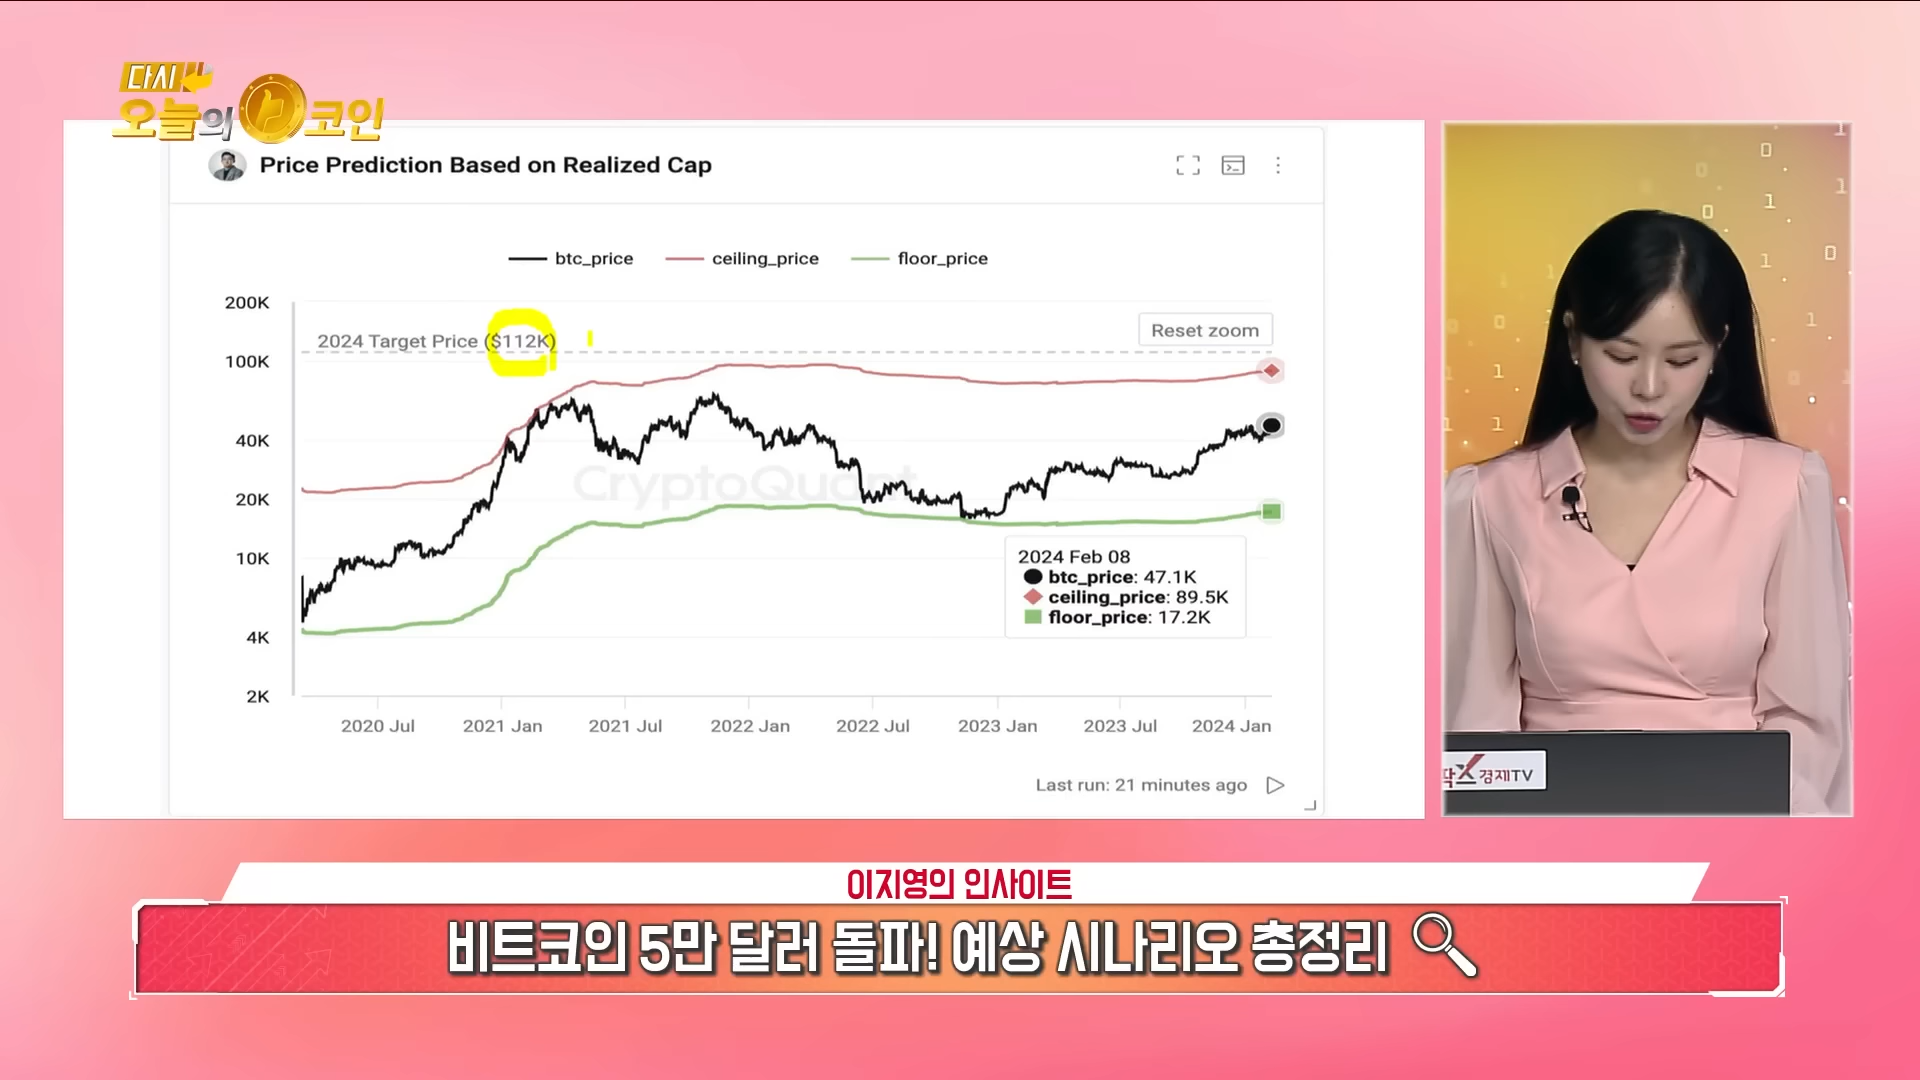 다시
오늘의 코인
Price Prediction Based on Realized Cap
btc_price ceiling_price floor_price
200K
2024 Target Price ($112K)
Reset zoom
100K
40K
CryptoQuant
20K
10K
4K
2K
2024 Feb 08
btc_price: 47.1K
ceiling_price: 89.5K
floor_price: 17.2K
2020 Jul 2021 Jan 2021 Jul 2022 Jan 2022 Jul 2023 Jan 2023 Jul 2024 Jan
Last run: 21 minutes ago
경제TV
이지영의 인사이트
비트코인 5만 달러 돌파! 예상 시나리오 총정리